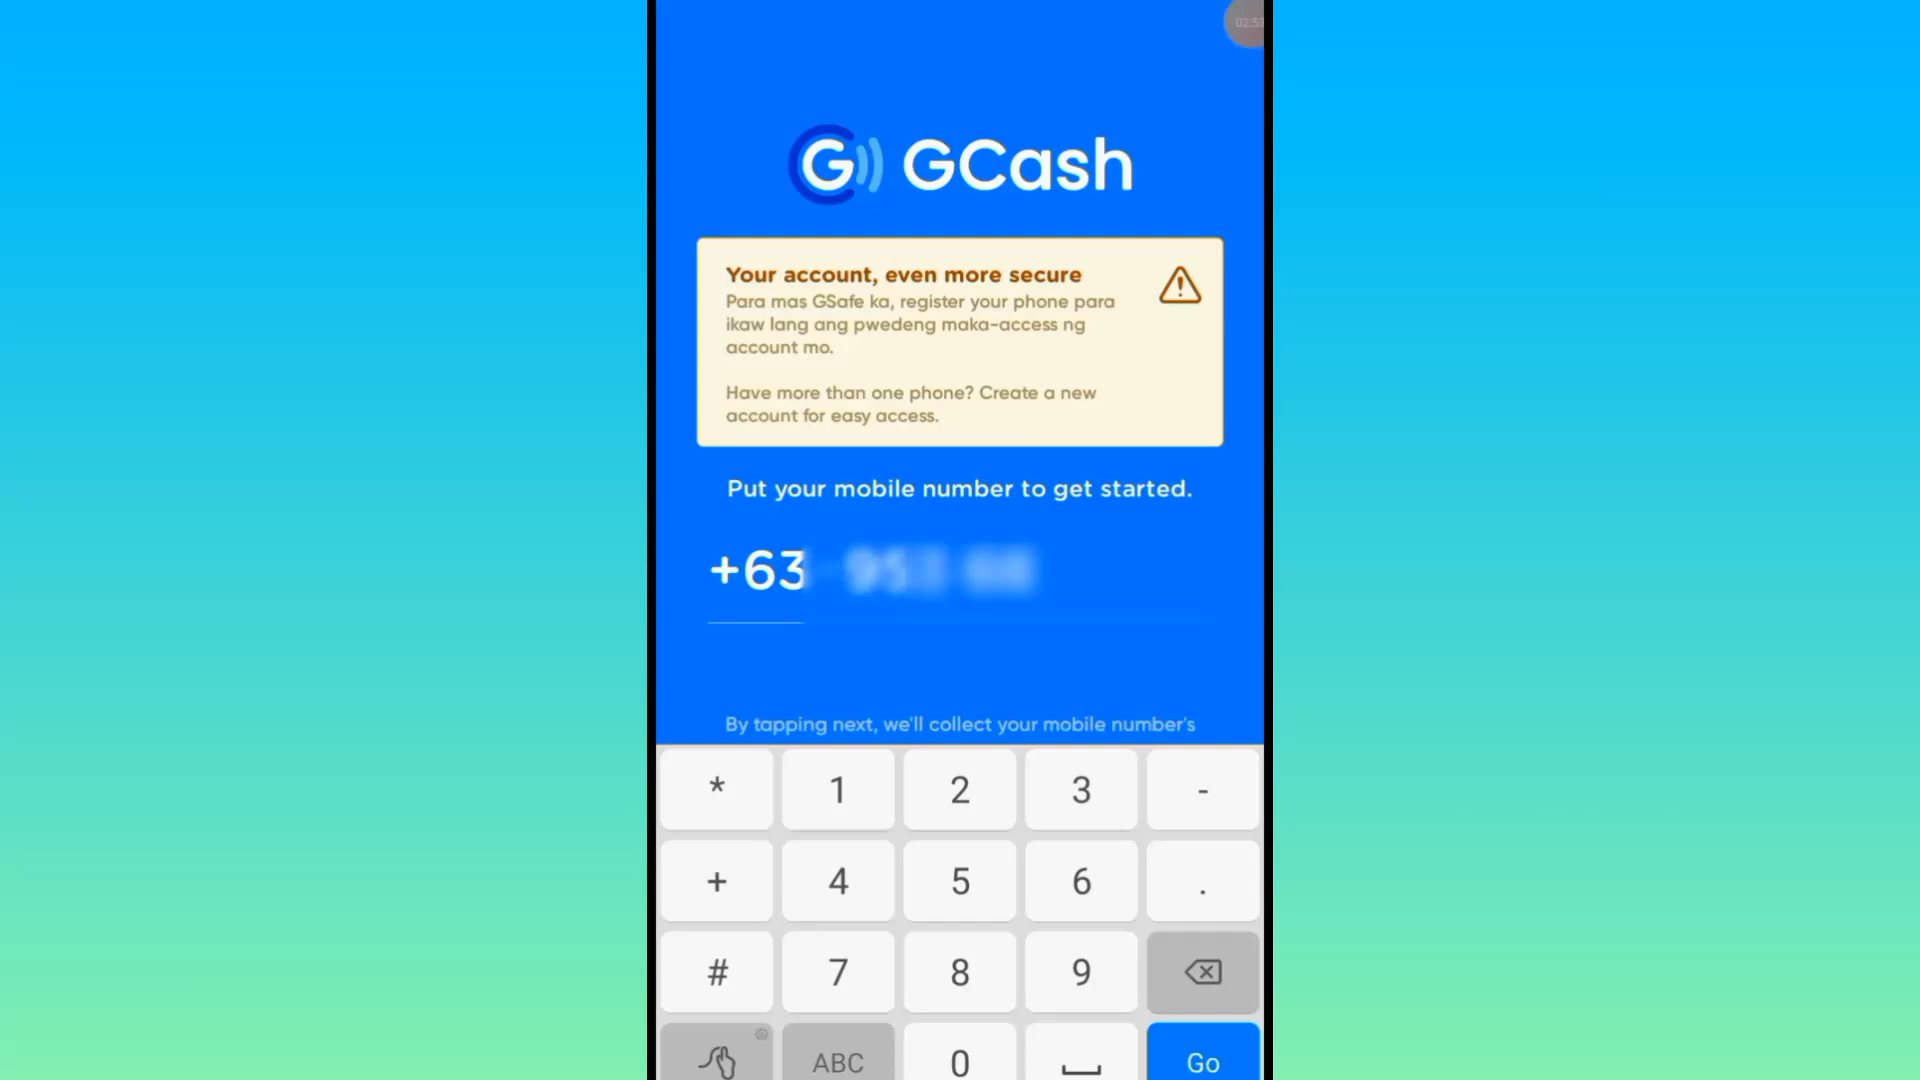 GCash
Your account, even more secure
Para mas GSafe ka, register your phone para
ikaw lang ang pwedeng maka-access ng
account mo.
Have more than one phone? Create a new
account for easy access.
Put your mobile number to get started.
+63
By tapping next, we'll collect your mobile number's
* 1 2 3 -
+ 4 5 6 .
# 7 8 9
ABC 0 Go